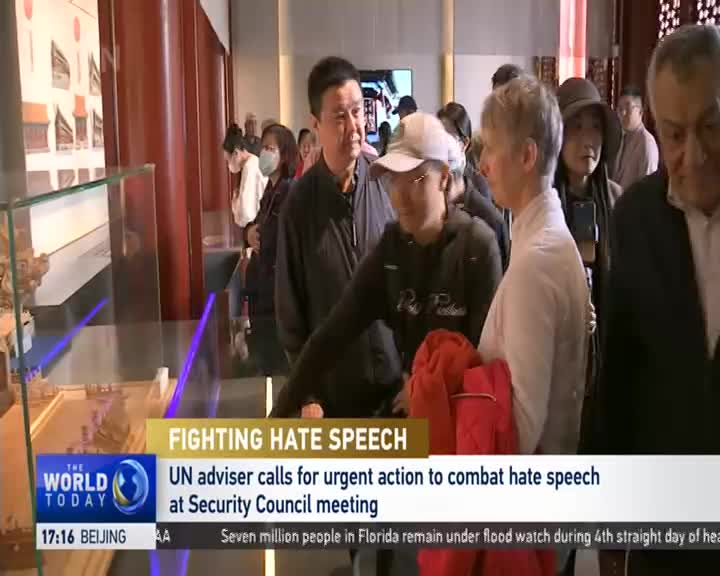 FIGHTING HATE SPEECH
THE
WORLD
TODAY
UN adviser calls for urgent action to combat hate speech
at Security Council meeting
17:16 BEIJING
AA Seven million people in Florida remain under flood watch during 4th straight day of hea